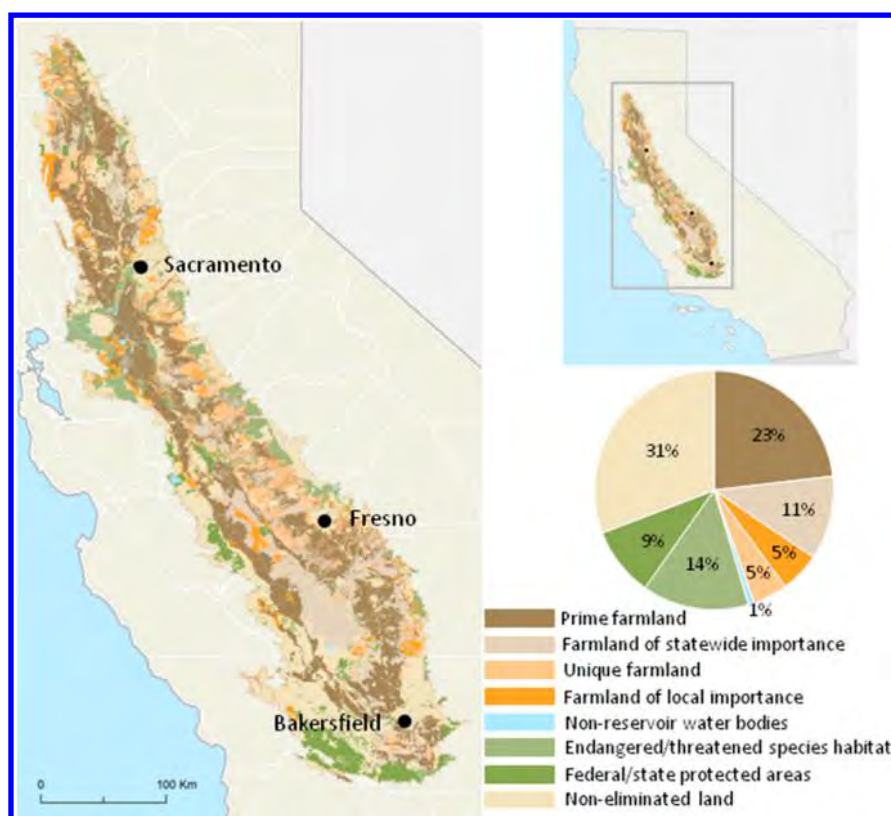 Sacramento
Fresno
Bakersfield
0 100 Km
23%
31%
11%
5%
5%
9%
14%
1%
Prime farmland
Farmland of statewide importance
Unique farmland
Farmland of local importance
Non-reservoir water bodies
Endangered/threatened species habitat
Federal/state protected areas
Non-eliminated land